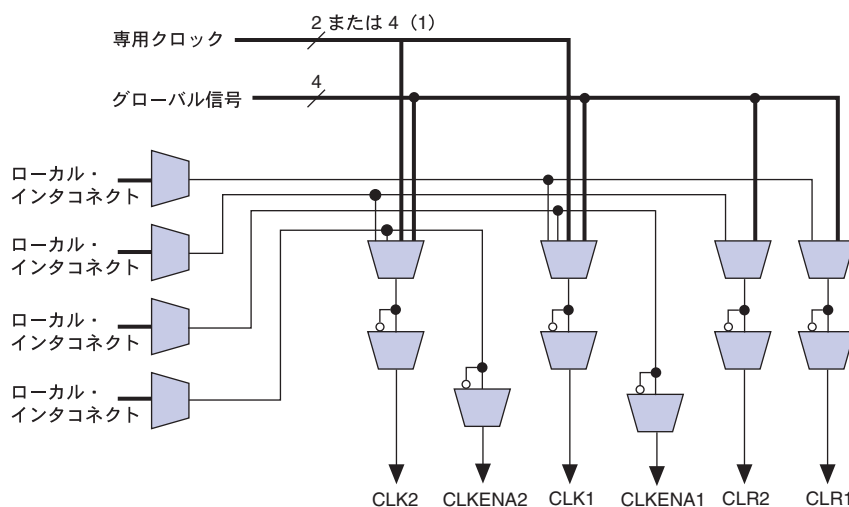 2 または 4 (1)
専用クロック
4
グローバル信号
ローカル・
インタコネクト
ローカル・
インタコネクト
ローカル・
インタコネクト
ローカル・
インタコネクト
CLK2 CLKENA2 CLK1 CLKENA1 CLR2 CLR1